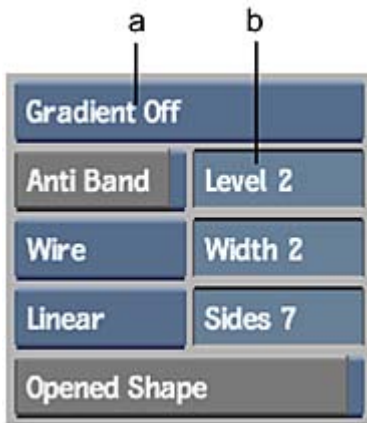 a b
Gradient Off
Anti Band Level 2
Wire Width 2
Linear Sides 7
Opened Shape